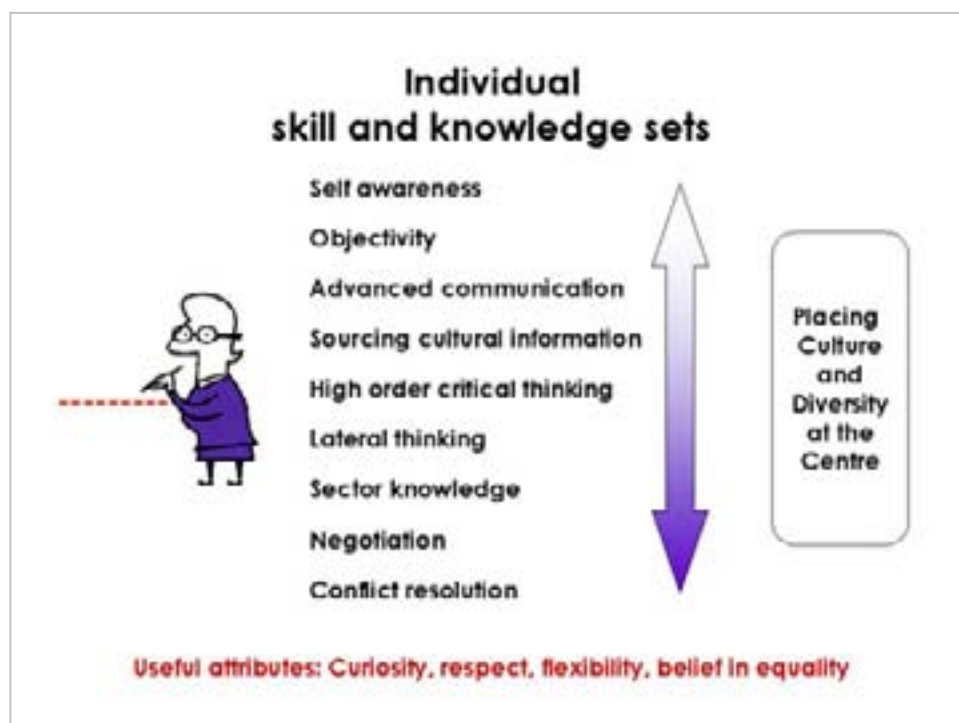 Individual
skill and knowledge sets
Self awareness
Objectivity
Advanced communication
Sourcing cultural information
High order critical thinking
Lateral thinking
Sector knowledge
Negotiation
Conflict resolution
Placing
Culture
and
Diversity
at the
Centre
Useful attributes: Curiosity, respect, flexibility, belief in equality